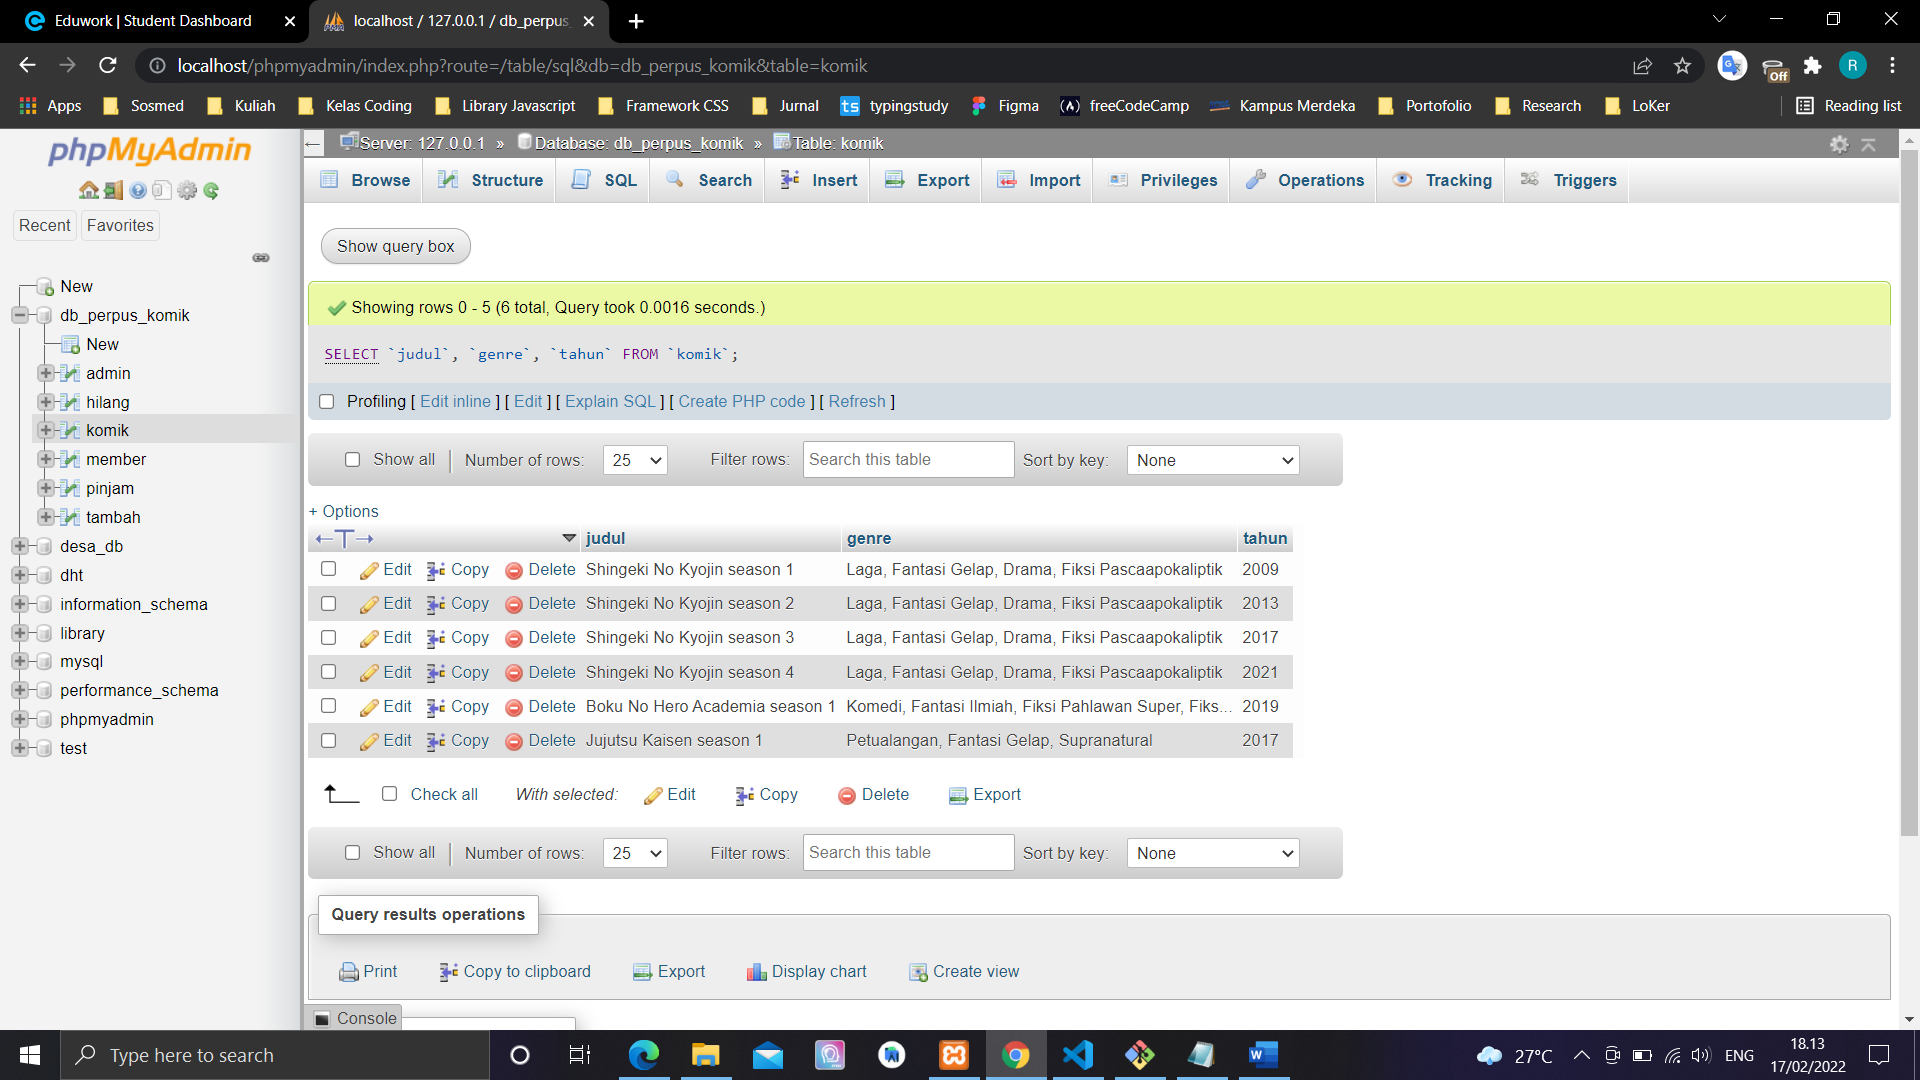 Eduwork | Student Dashboard
localhost / 127.0.0.1 / db_perpus
localhost/phpmyadmin/index.php?route=/table/sql&db=db_perpus_komik&table=komik
Off
R
Apps Sosmed Kuliah Kelas Coding Library Javascript Framework CSS Jurnal ts typingstudy Figma freeCodeCamp Kampus Merdeka Portofolio Research LoKer Reading list
phpMyAdmin
Recent Favorites
New
db_perpus_komik
New
admin
hilang
komik
member
pinjam
tambah
desa_db
dht
information_schema
library
mysql
performance_schema
phpmyadmin
test
Server: 127.0.0.1 » Database: db_perpus_komik » Table: komik
Browse Structure SQL Search Insert Export Import Privileges Operations Tracking Triggers
Show query box
Showing rows 0 - 5 (6 total, Query took 0.0016 seconds.)
SELECT `judul`, `genre`, `tahun` FROM `komik`;
Profiling [ Edit inline ] [ Edit ] [ Explain SQL ] [ Create PHP code ] [ Refresh ]
Show all | Number of rows: 25 Filter rows: Search this table Sort by key: None
+ Options
judul genre tahun
Edit Copy Delete Shingeki No Kyojin season 1 Laga, Fantasi Gelap, Drama, Fiksi Pascaapokaliptik 2009
Edit Copy Delete Shingeki No Kyojin season 2 Laga, Fantasi Gelap, Drama, Fiksi Pascaapokaliptik 2013
Edit Copy Delete Shingeki No Kyojin season 3 Laga, Fantasi Gelap, Drama, Fiksi Pascaapokaliptik 2017
Edit Copy Delete Shingeki No Kyojin season 4 Laga, Fantasi Gelap, Drama, Fiksi Pascaapokaliptik 2021
Edit Copy Delete Boku No Hero Academia season 1 Komedi, Fantasi Ilmiah, Fiksi Pahlawan Super, Fiks... 2019
Edit Copy Delete Jujutsu Kaisen season 1 Petualangan, Fantasi Gelap, Supranatural 2017
Check all With selected: Edit Copy Delete Export
Show all | Number of rows: 25 Filter rows: Search this table Sort by key: None
Query results operations
Print Copy to clipboard Export Display chart Create view
Console
Type here to search
27°C ENG
18.13
17/02/2022